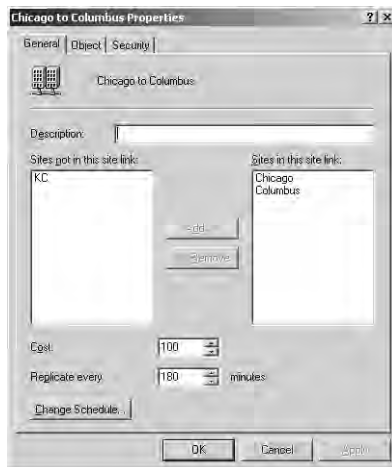 Chicago to Columbus Properties
General
Object
Security
Chicago to Columbus
Description:
Sites not in this site link:
Sites in this site link:
KC
Chicago
Columbus
Add
Remove
Cost:
100
Replicate every
180
minutes
Change Schedule...
OK
Cancel
Apply